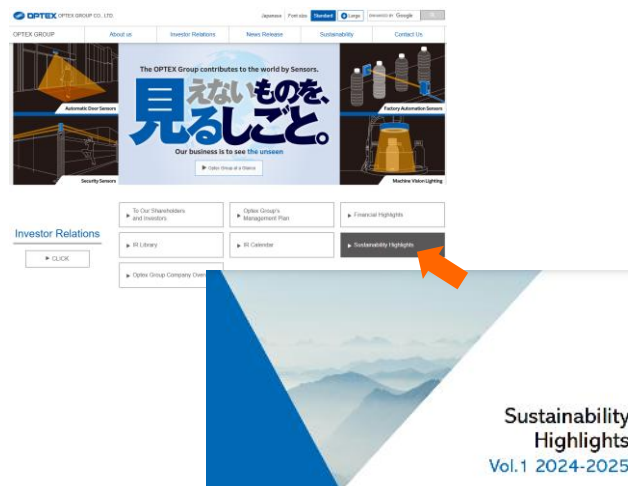 OPTEX OPTEX GROUP CO., LTD.
Japanese Font size Standard Large ENHANCED BY Google
OPTEX GROUP
About us
Investor Relations
News Release
Sustainability
Contact Us
The OPTEX Group contributes to the world by Sensors.
見えないものを、
見るしごと。
Our business is to see the unseen
Optex Group at a Glance
Automatic Door Sensors
Security Sensors
Factory Automation Sensors
Machine Vision Lighting
Investor Relations
CLICK
To Our Shareholders
and Investors
Optex Group's
Management Plan
Financial Highlights
IR Library
IR Calendar
Sustainability Highlights
Optex Group Company
Sustainability
Highlights
Vol.1 2024-2025